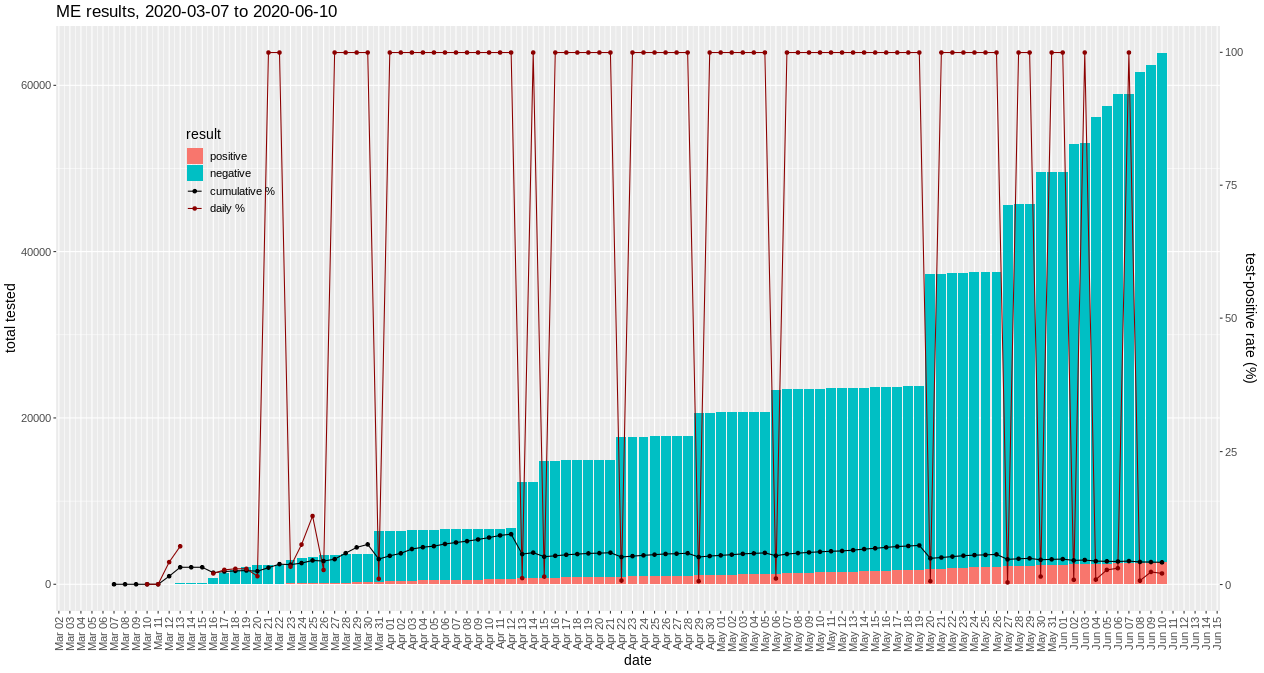 ME results, 2020-03-07 to 2020-06-10
total tested
60000
40000
20000
0
result
positive
negative
cumulative %
daily %
100
75
50
25
0
test-positive rate (%)
Mar 02
Mar 03
Mar 04
Mar 05
Mar 06
Mar 07
Mar 08
Mar 09
Mar 10
Mar 11
Mar 12
Mar 13
Mar 14
Mar 15
Mar 16
Mar 17
Mar 18
Mar 19
Mar 20
Mar 21
Mar 22
Mar 23
Mar 24
Mar 25
Mar 26
Mar 27
Mar 28
Mar 29
Mar 30
Mar 31
Apr 01
Apr 02
Apr 03
Apr 04
Apr 05
Apr 06
Apr 07
Apr 08
Apr 09
Apr 10
Apr 11
Apr 12
Apr 13
Apr 14
Apr 15
Apr 16
Apr 17
Apr 18
Apr 19
Apr 20
Apr 21
Apr 22
Apr 23
Apr 24
Apr 25
Apr 26
Apr 27
Apr 28
Apr 29
Apr 30
May 01
May 02
May 03
May 04
May 05
May 06
May 07
May 08
May 09
May 10
May 11
May 12
May 13
May 14
May 15
May 16
May 17
May 18
May 19
May 20
May 21
May 22
May 23
May 24
May 25
May 26
May 27
May 28
May 29
May 30
May 31
Jun 01
Jun 02
Jun 03
Jun 04
Jun 05
Jun 06
Jun 07
Jun 08
Jun 09
Jun 10
Jun 11
Jun 12
Jun 13
Jun 14
Jun 15
date